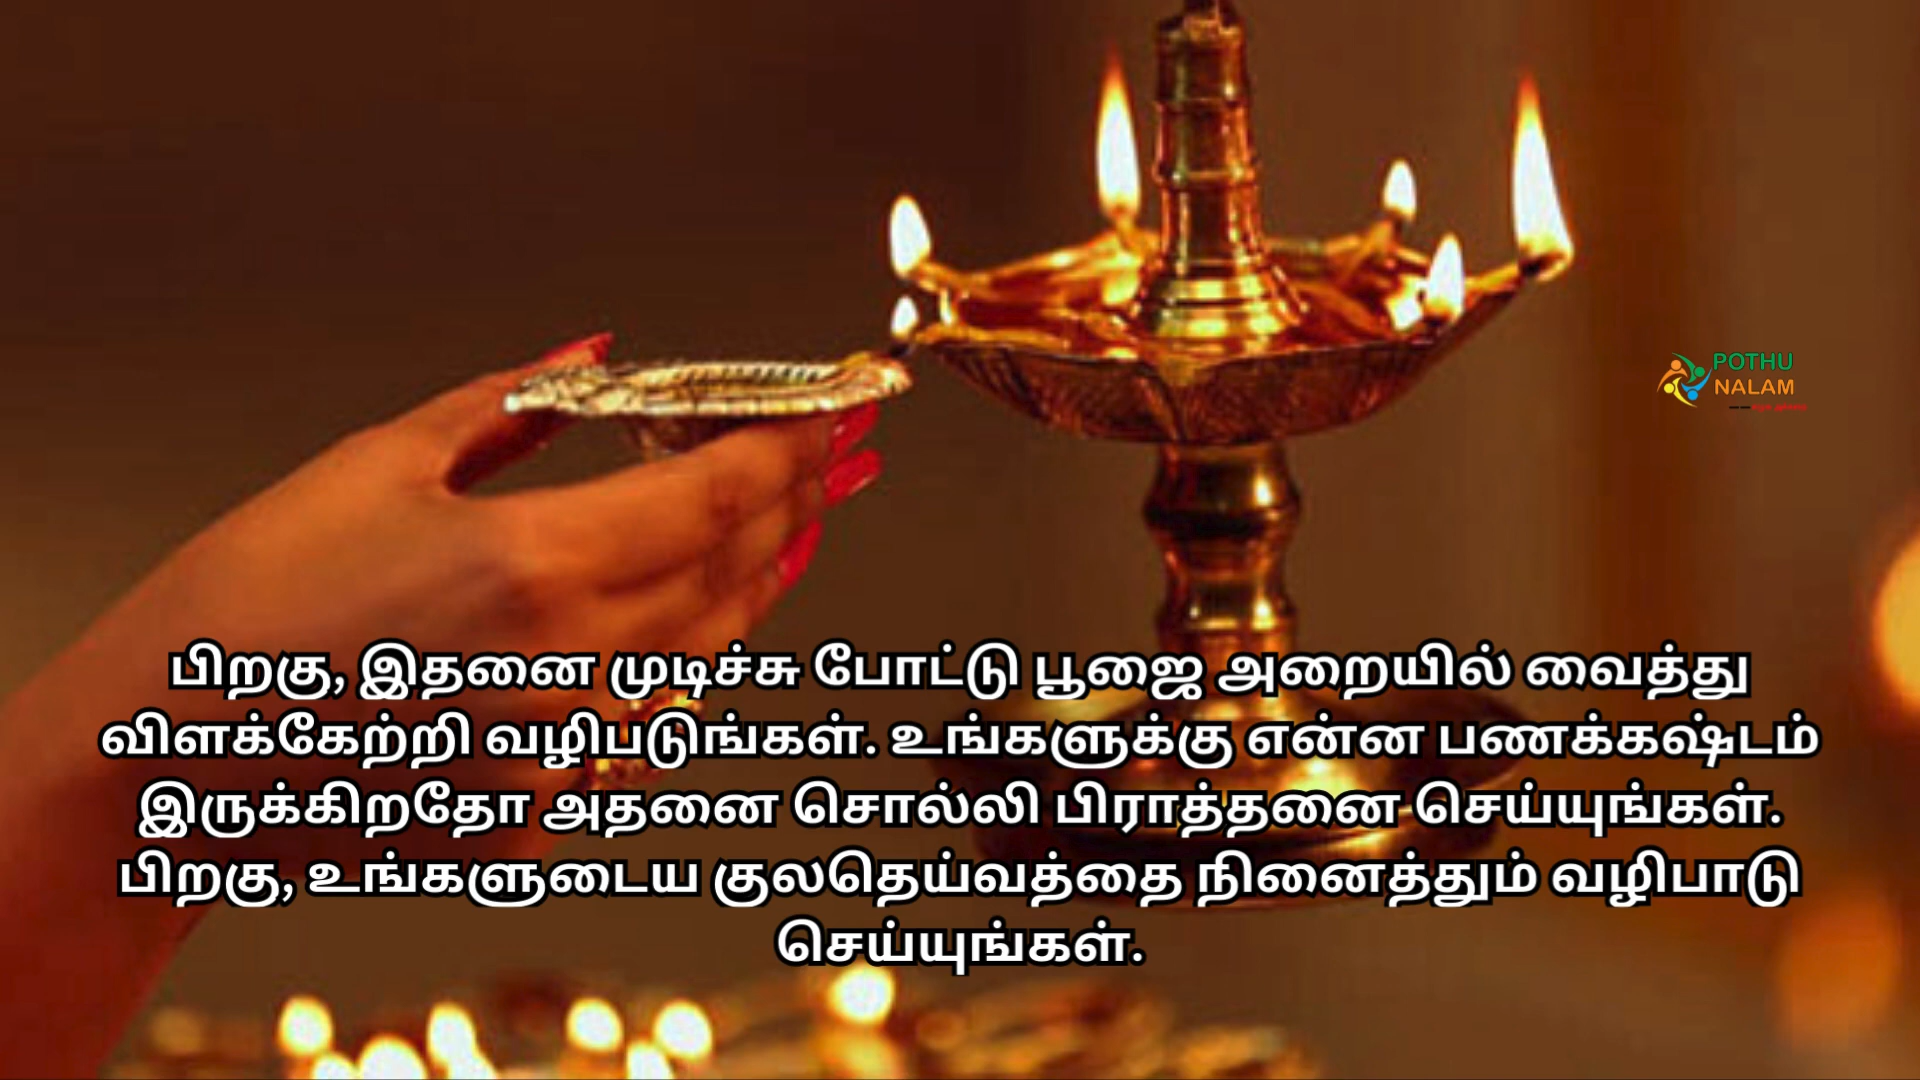 POTHU
NALAM
பிறகு, இதனை முடிச்சு போட்டு பூஜை அறையில் வைத்து
விளக்கேற்றி வழிபடுங்கள். உங்களுக்கு என்ன பணக்கஷ்டம்
இருக்கிறதோ அதனை சொல்லி பிராத்தனை செய்யுங்கள்.
பிறகு, உங்களுடைய குலதெய்வத்தை நினைத்தும் வழிபாடு
செய்யுங்கள்.